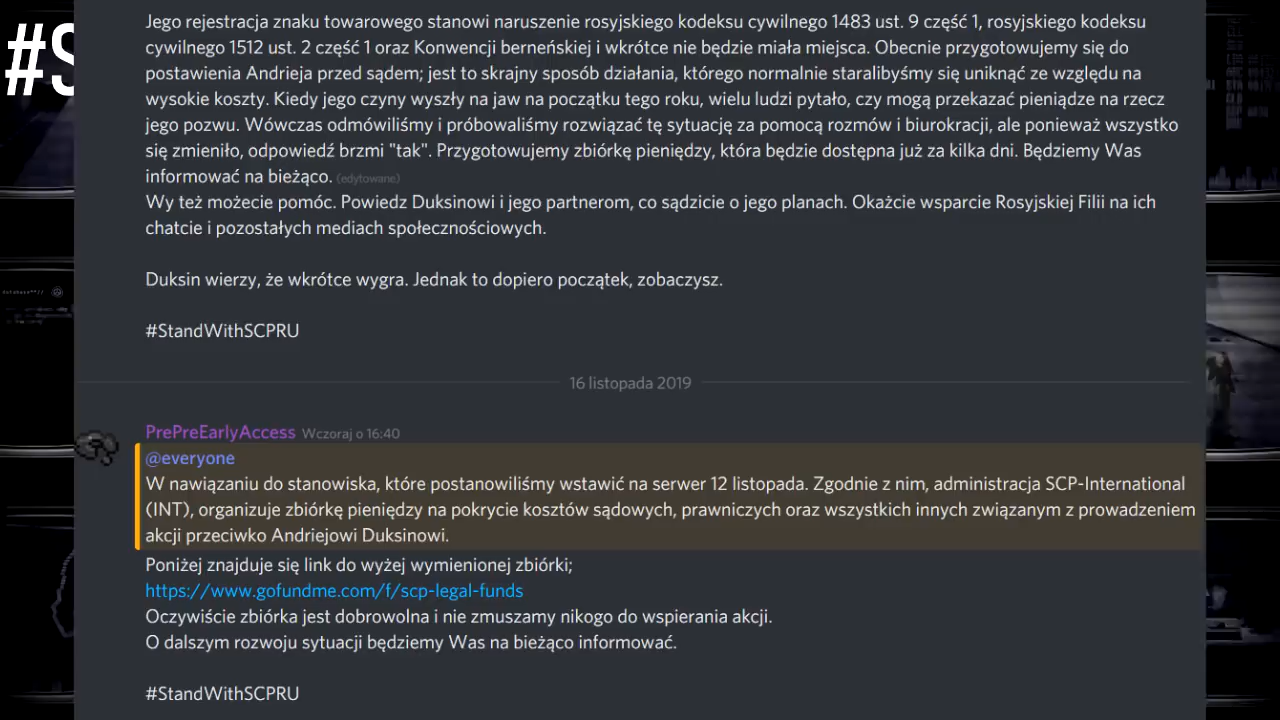 #S
Jego rejestracja znaku towarowego stanowi naruszenie rosyjskiego kodeksu cywilnego 1483 ust. 9 część 1, rosyjskiego kodeksu
cywilnego 1512 ust. 2 część 1 oraz Konwencji berneńskiej i wkrótce nie będzie miała miejsca. Obecnie przygotowujemy się do
postawienia Andrieja przed sądem; jest to skrajny sposób działania, którego normalnie staralibyśmy się uniknąć ze względu na
wysokie koszty. Kiedy jego czyny wyszły na jaw na początku tego roku, wielu ludzi pytało, czy mogą przekazać pieniądze na rzecz
jego pozwu. Wówczas odmówiliśmy i próbowaliśmy rozwiązać tę sytuację za pomocą rozmów i biurokracji, ale ponieważ wszystko
się zmieniło, odpowiedź brzmi "tak". Przygotowujemy zbiórkę pieniędzy, która będzie dostępna już za kilka dni. Będziemy Was
informować na bieżąco. (edytowane)
Wy też możecie pomóc. Powiedz Duksinowi i jego partnerom, co sądzicie o jego planach. Okażcie wsparcie Rosyjskiej Filii na ich
chatcie i pozostałych mediach społecznościowych.
Duksin wierzy, że wkrótce wygra. Jednak to dopiero początek, zobaczysz.
#StandWithSCPRU
16 listopada 2019
PrePreEarlyAccess Wczoraj o 16:40
@everyone
W nawiązaniu do stanowiska, które postanowiliśmy wstawić na serwer 12 listopada. Zgodnie z nim, administracja SCP-International
(INT), organizuje zbiórkę pieniędzy na pokrycie kosztów sądowych, prawniczych oraz wszystkich innych związanym z prowadzeniem
akcji przeciwko Andriejowi Duksinowi.
Poniżej znajduje się link do wyżej wymienionej zbiórki;
https://www.gofundme.com/f/scp-legal-funds
Oczywiście zbiórka jest dobrowolna i nie zmuszamy nikogo do wspierania akcji.
O dalszym rozwoju sytuacji będziemy Was na bieżąco informować.
#StandWithSCPRU